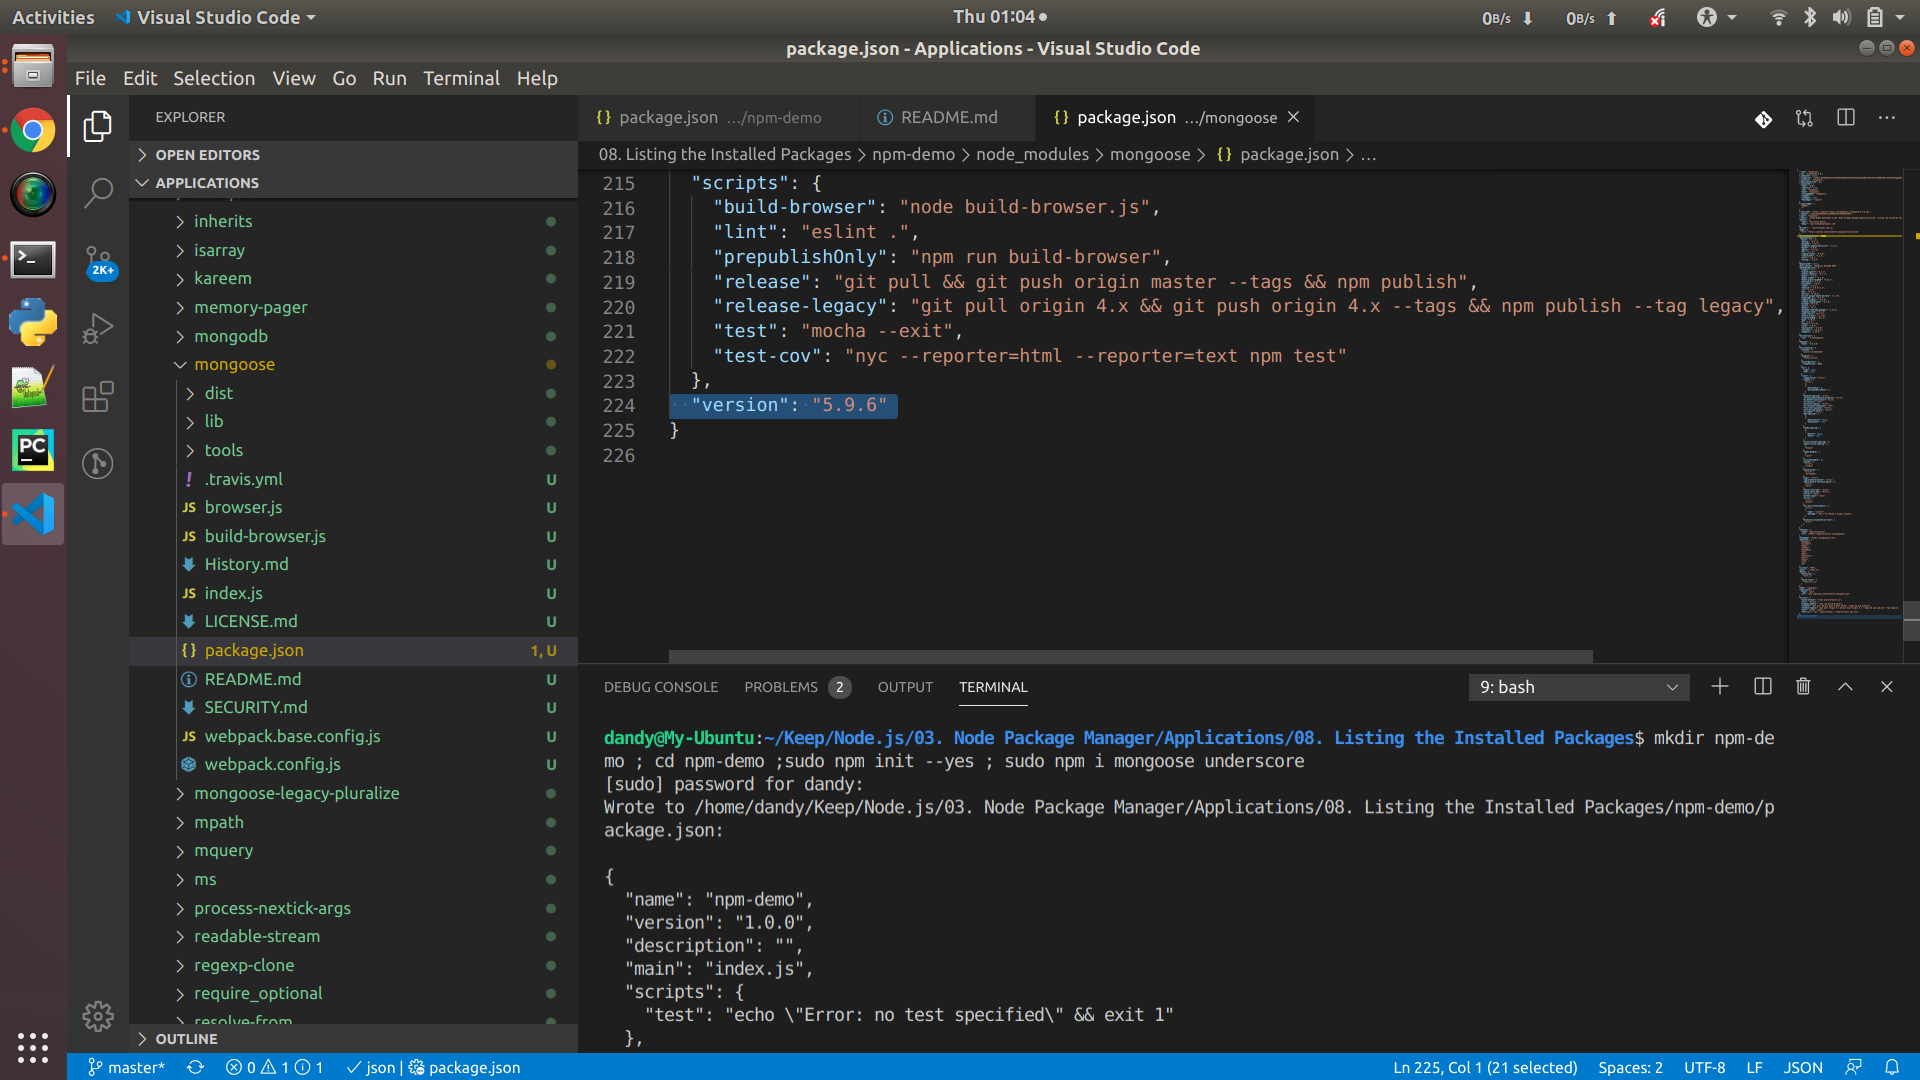 Activities
Visual Studio Code
Thu 01:04
0B/s
0B/s
package.json - Applications - Visual Studio Code
File Edit Selection View Go Run Terminal Help
EXPLORER
OPEN EDITORS
APPLICATIONS
inherits
isarray
kareem
memory-pager
mongodb
mongoose
dist
lib
tools
.travis.yml U
browser.js U
build-browser.js U
History.md U
index.js U
LICENSE.md U
package.json 1, U
README.md U
SECURITY.md U
webpack.base.config.js U
webpack.config.js U
mongoose-legacy-pluralize
mpath
mquery
ms
process-nextick-args
readable-stream
regexp-clone
require_optional
resolve-from
OUTLINE
2K+
PC
package.json …/npm-demo
README.md
package.json …/mongoose
08. Listing the Installed Packages > npm-demo > node_modules > mongoose > {} package.json > …
215 "scripts": {
216 "build-browser": "node build-browser.js",
217 "lint": "eslint .",
218 "prepublishOnly": "npm run build-browser",
219 "release": "git pull && git push origin master --tags && npm publish",
220 "release-legacy": "git pull origin 4.x && git push origin 4.x --tags && npm publish --tag legacy",
221 "test": "mocha --exit",
222 "test-cov": "nyc --reporter=html --reporter=text npm test"
223 },
224 "version": "5.9.6"
225 }
226
DEBUG CONSOLE PROBLEMS 2 OUTPUT TERMINAL
9: bash
dandy@My-Ubuntu:~/Keep/Node.js/03. Node Package Manager/Applications/08. Listing the Installed Packages$ mkdir npm-de
mo ; cd npm-demo ;sudo npm init --yes ; sudo npm i mongoose underscore
[sudo] password for dandy:
Wrote to /home/dandy/Keep/Node.js/03. Node Package Manager/Applications/08. Listing the Installed Packages/npm-demo/p
ackage.json:
{
"name": "npm-demo",
"version": "1.0.0",
"description": "",
"main": "index.js",
"scripts": {
"test": "echo \"Error: no test specified\" && exit 1"
},
master* 0 1 1 json | package.json
Ln 225, Col 1 (21 selected) Spaces: 2 UTF-8 LF JSON